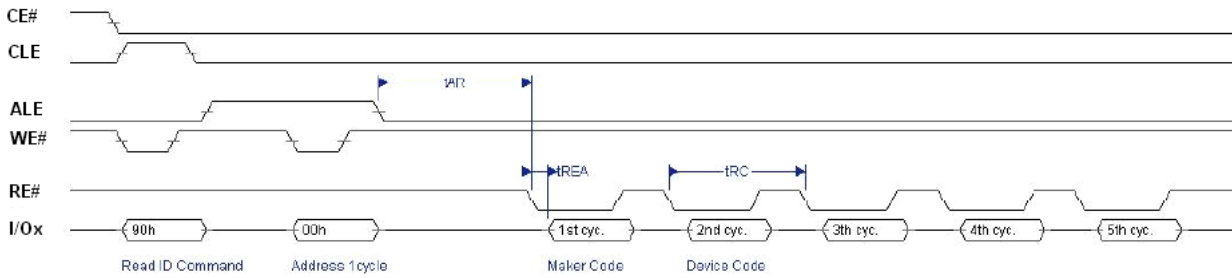 CE#
CLE
tAR
ALE
WE#
tREA
tRC
RE#
I/Ox
90h
00h
1st cyc.
2nd cyc.
3th cyc.
4th cyc.
5th cyc.
Read ID Command
Address 1cycle
Maker Code
Device Code